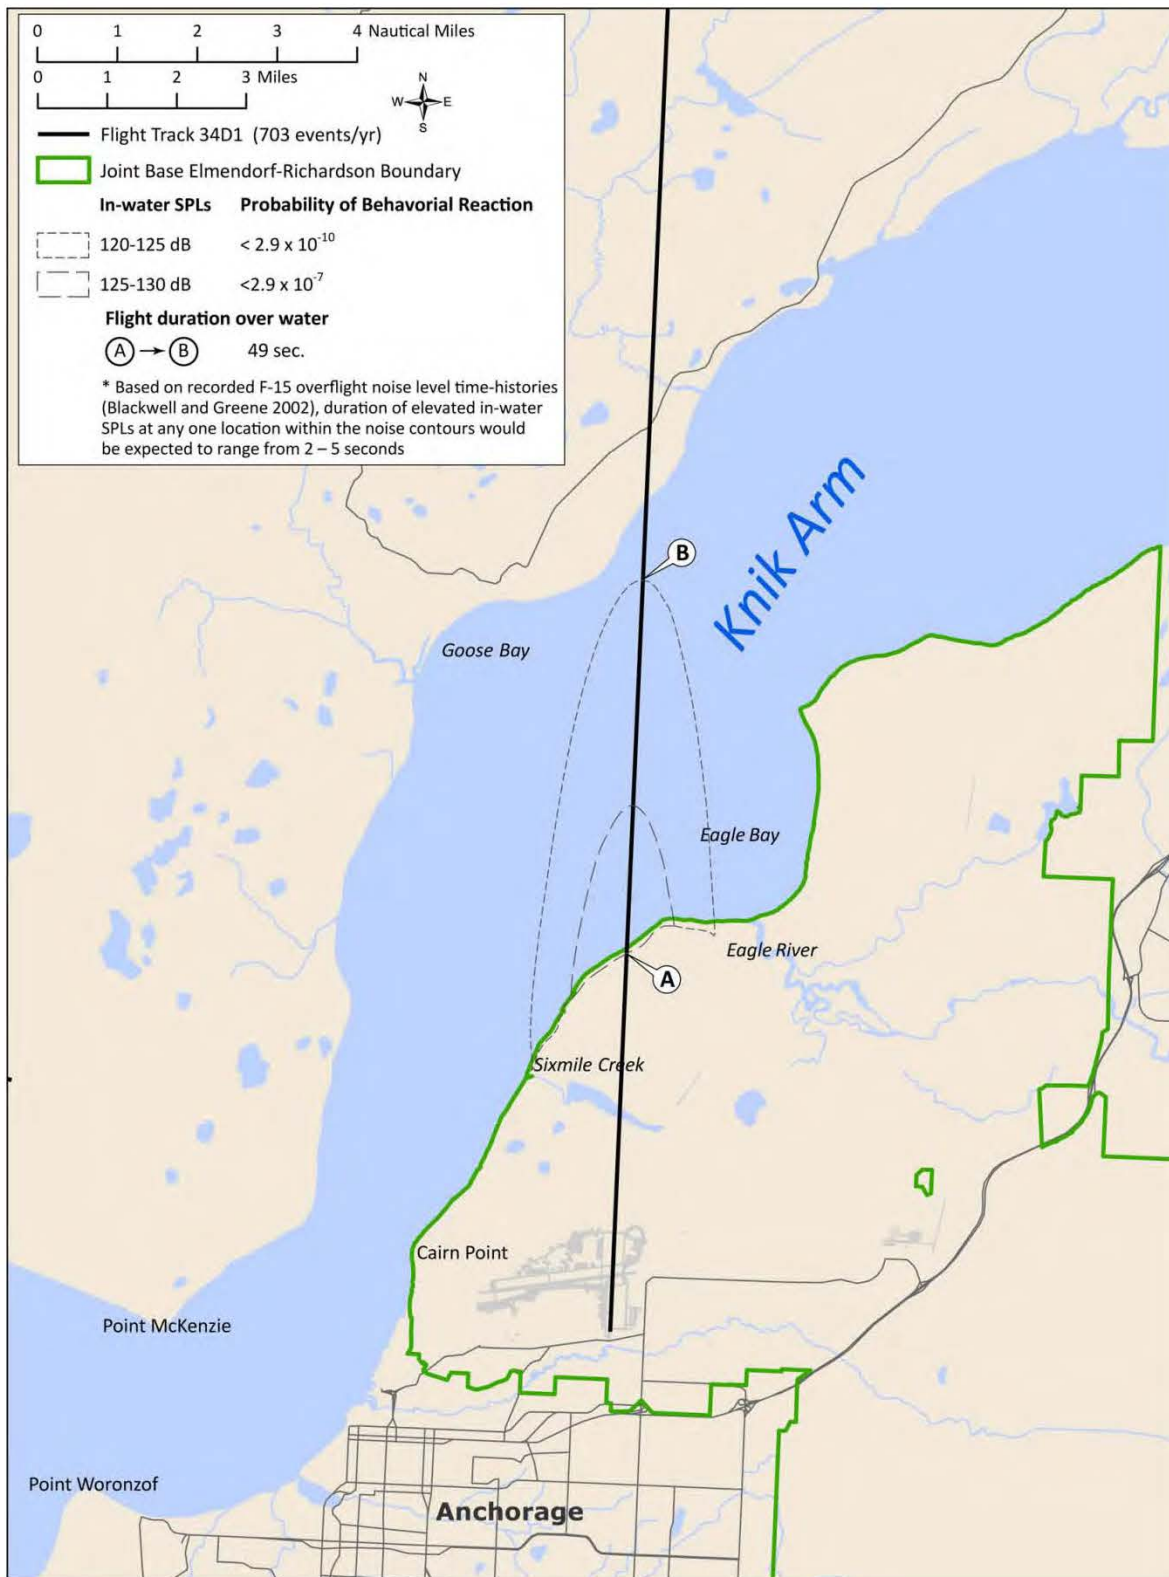 0 1 2 3 4 Nautical Miles
0 1 2 3 Miles
N
W E
S
Flight Track 34D1 (703 events/yr)
Joint Base Elmendorf-Richardson Boundary
In-water SPLs Probability of Behavorial Reaction
120-125 dB < 2.9 x 10⁻¹⁰
125-130 dB <2.9 x 10⁻⁷
Flight duration over water
A → B 49 sec.
* Based on recorded F-15 overflight noise level time-histories
(Blackwell and Greene 2002), duration of elevated in-water
SPLs at any one location within the noise contours would
be expected to range from 2 – 5 seconds
Knik Arm
B
Goose Bay
Eagle Bay
Eagle River
A
Sixmile Creek
Cairn Point
Point McKenzie
Point Woronzof
Anchorage